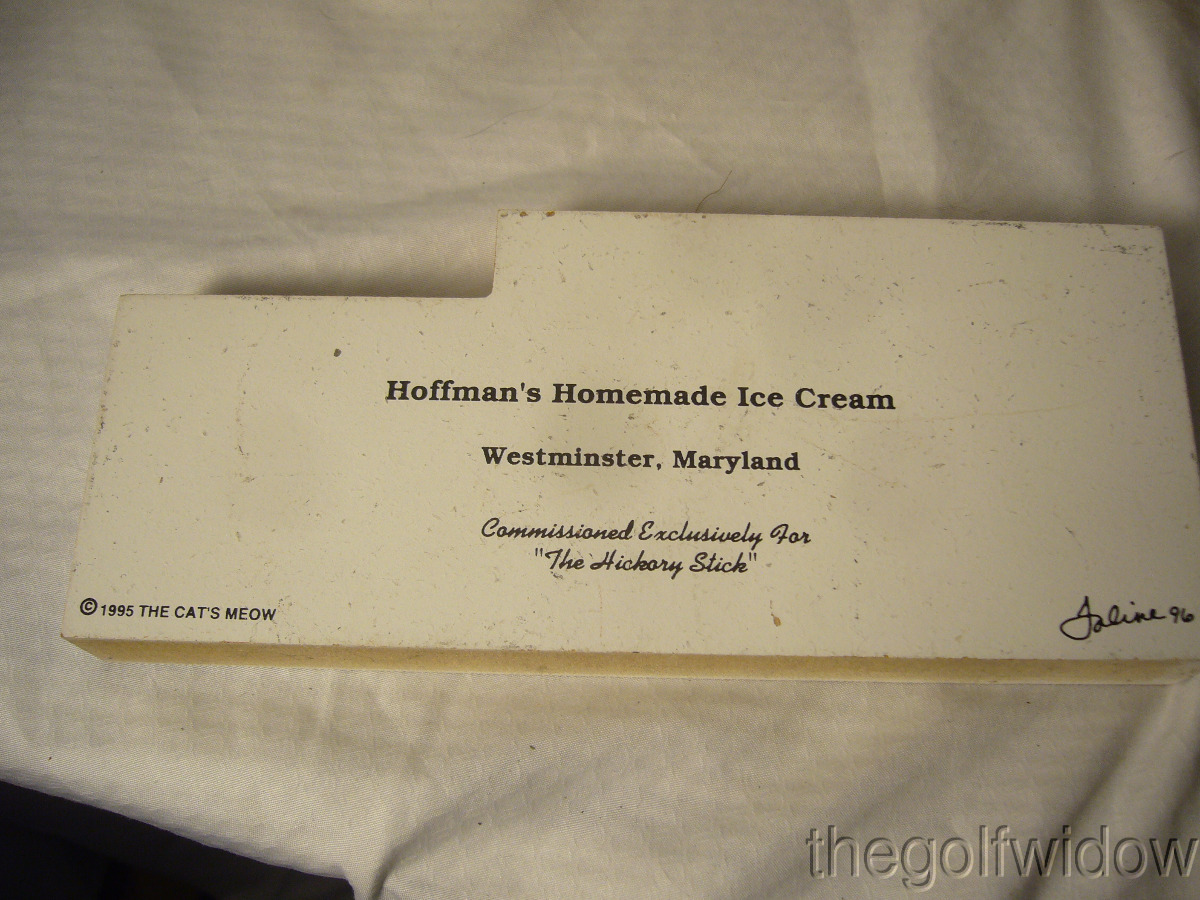 Hoffman's Homemade Ice Cream
Westminster, Maryland
Commissioned Exclusively For
"The Hickory Stick"
© 1995 THE CAT'S MEOW
Faline 96
thegolfwidow